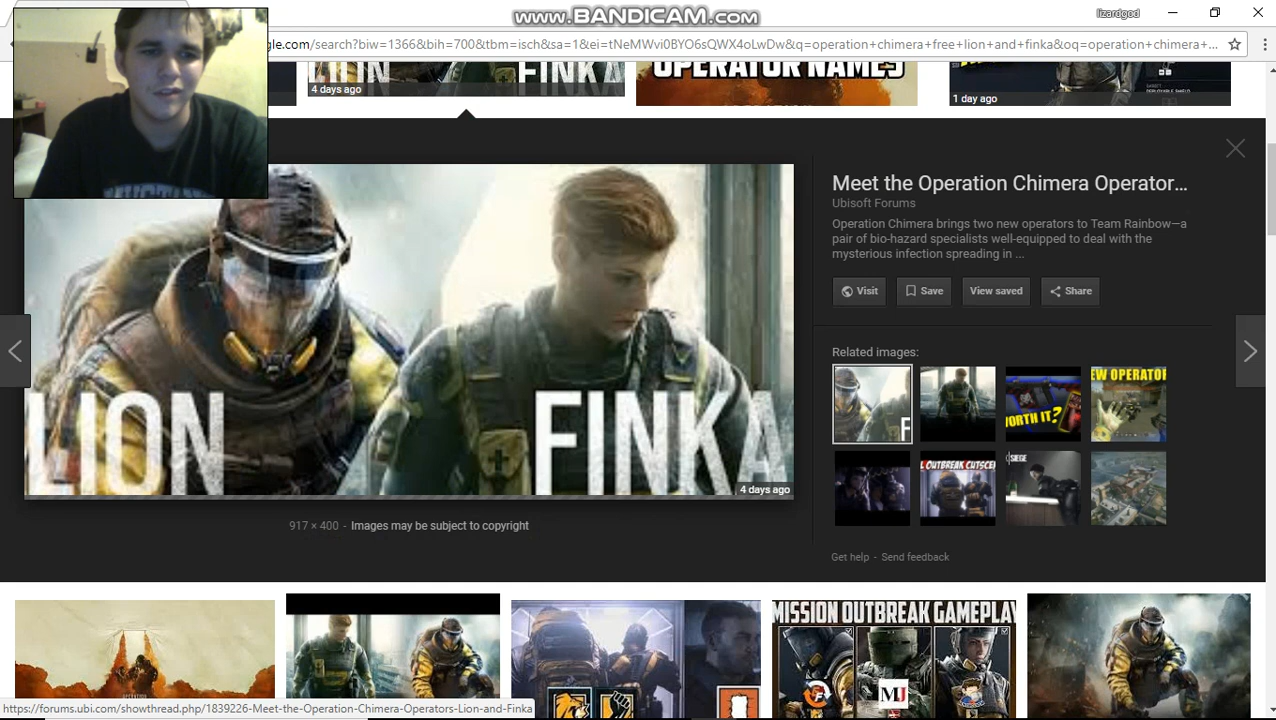 www.BANDICAM.com
lizardgod
gle.com/search?biw=1366&bih=700&tbm=isch&sa=1&ei=tNeMWvi0BYO6sQWX4oLwDw&q=operation+chimera+free+lion+and+finka&oq=operation+chimera+...
LION FINKA
4 days ago
OPERATOR NAMES
1 day ago
Meet the Operation Chimera Operator...
Ubisoft Forums
Operation Chimera brings two new operators to Team Rainbow—a
pair of bio-hazard specialists well-equipped to deal with the
mysterious infection spreading in ...
Visit
Save
View saved
Share
LION
FINKA
4 days ago
917 × 400 - Images may be subject to copyright
Related images:
F
WORTH IT?
EW OPERATOR
L OUTBREAK CUTSCE
SIEGE
Get help - Send feedback
MISSION OUTBREAK GAMEPLAY
MJ
https://forums.ubi.com/showthread.php/1839226-Meet-the-Operation-Chimera-Operators-Lion-and-Finka